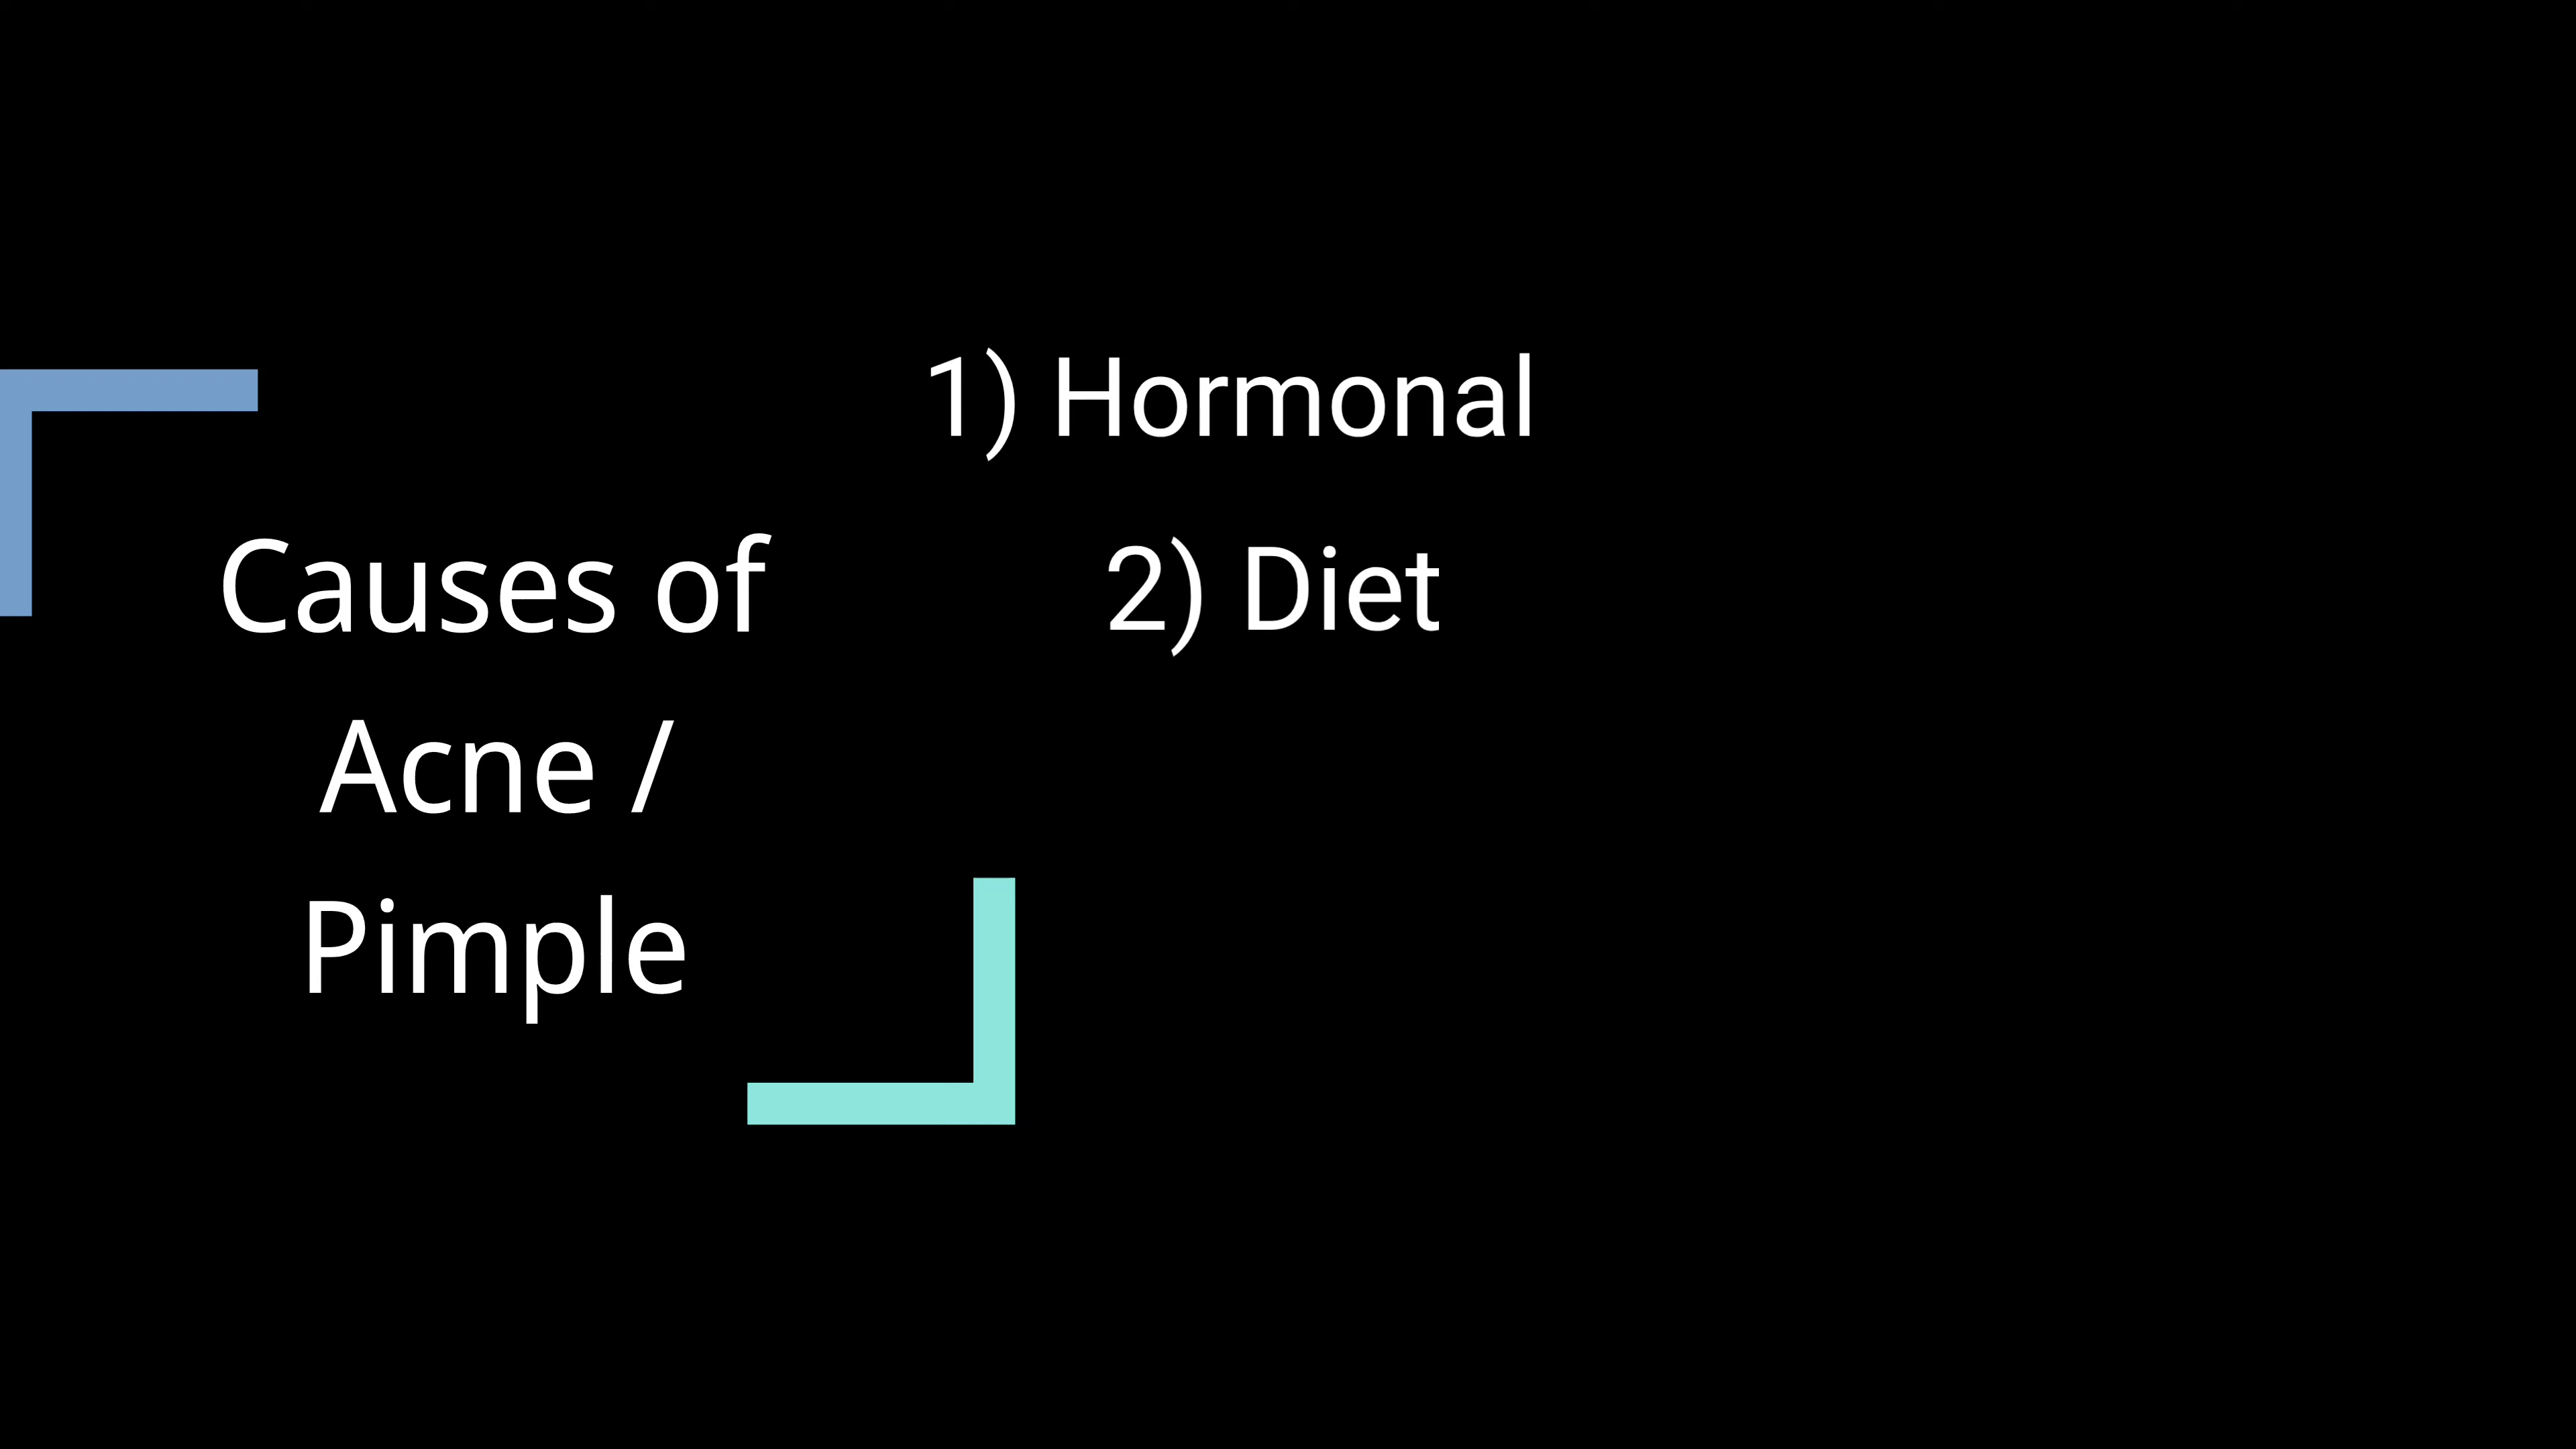 Causes of
Acne /
Pimple
1) Hormonal
2) Diet